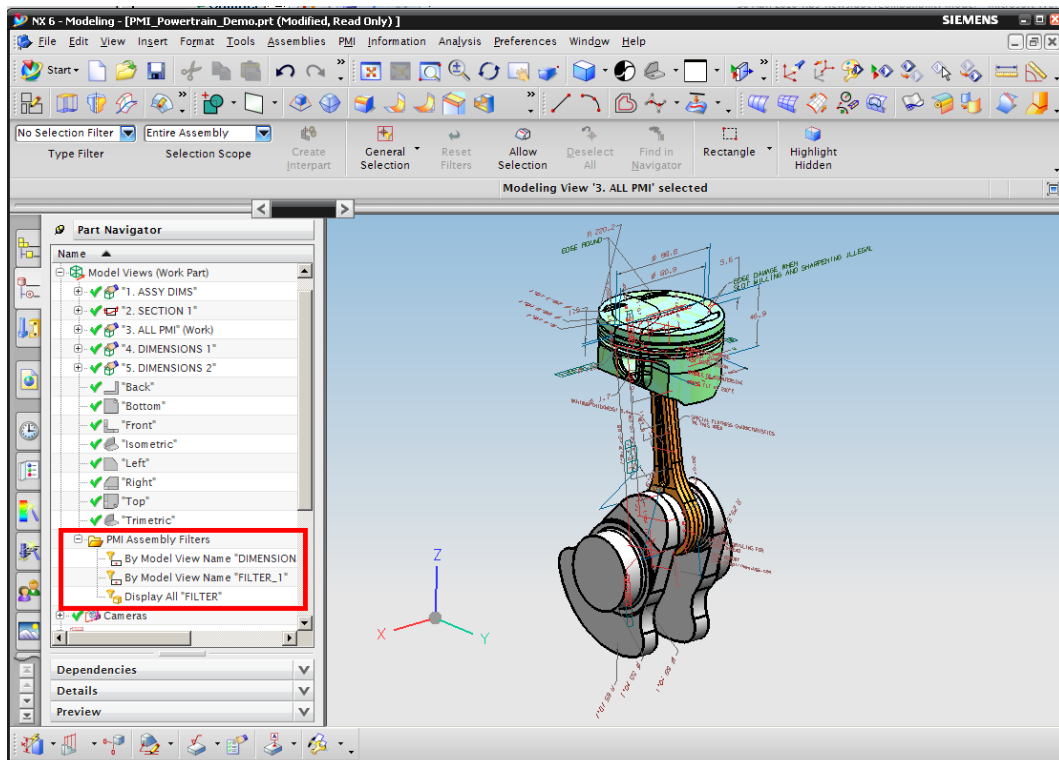 NX 6 - Modeling - [PMI_Powertrain_Demo.prt (Modified, Read Only) ]
SIEMENS
File Edit View Insert Format Tools Assemblies PMI Information Analysis Preferences Window Help
Start
No Selection Filter
Entire Assembly
Type Filter
Selection Scope
Create Interpart
General Selection
Reset Filters
Allow Selection
Deselect All
Find in Navigator
Rectangle
Highlight Hidden
Modeling View '3. ALL PMI' selected
Part Navigator
Name
Model Views (Work Part)
"1. ASSY DIMS"
"2. SECTION 1"
"3. ALL PMI" (Work)
"4. DIMENSIONS 1"
"5. DIMENSIONS 2"
"Back"
"Bottom"
"Front"
"Isometric"
"Left"
"Right"
"Top"
"Trimetric"
PMI Assembly Filters
By Model View Name "DIMENSION
By Model View Name "FILTER_1"
Display All "FILTER"
Cameras
Dependencies
Details
Preview
R 220.2
EDGE ROUND
5.6
EDGE DAMAGE WHEN
SLOT MILLING AND SHARPENING ILLEGAL
Z
X
Y